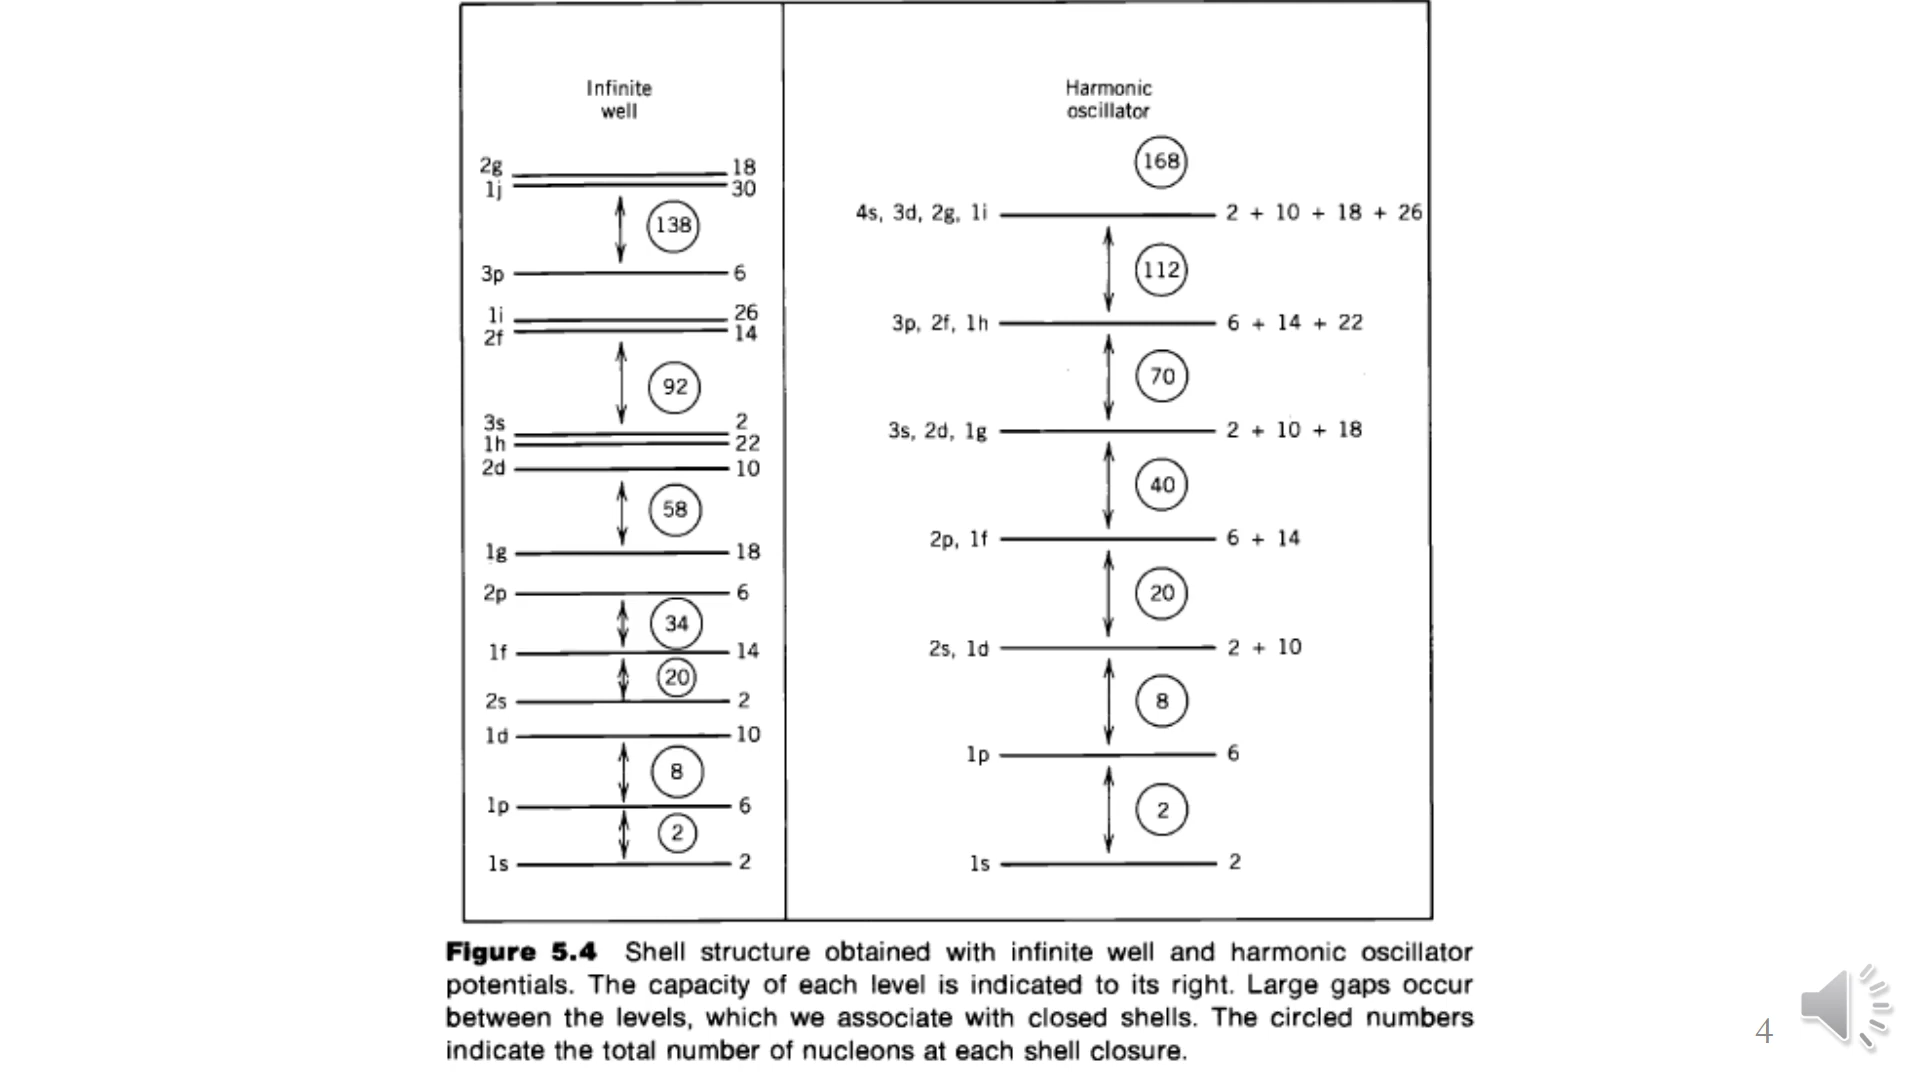 Infinite
well
2g 18
1j 30
138
3p 6
1i 26
2f 14
92
3s 2
1h 22
2d 10
58
1g 18
2p 6
34
1f 14
20
2s 2
1d 10
8
1p 6
2
1s 2
Harmonic
oscillator
168
4s, 3d, 2g, 1i 2 + 10 + 18 + 26
112
3p, 2f, 1h 6 + 14 + 22
70
3s, 2d, 1g 2 + 10 + 18
40
2p, 1f 6 + 14
20
2s, 1d 2 + 10
8
1p 6
2
1s 2
Figure 5.4 Shell structure obtained with infinite well and harmonic oscillator
potentials. The capacity of each level is indicated to its right. Large gaps occur
between the levels, which we associate with closed shells. The circled numbers
indicate the total number of nucleons at each shell closure.
4